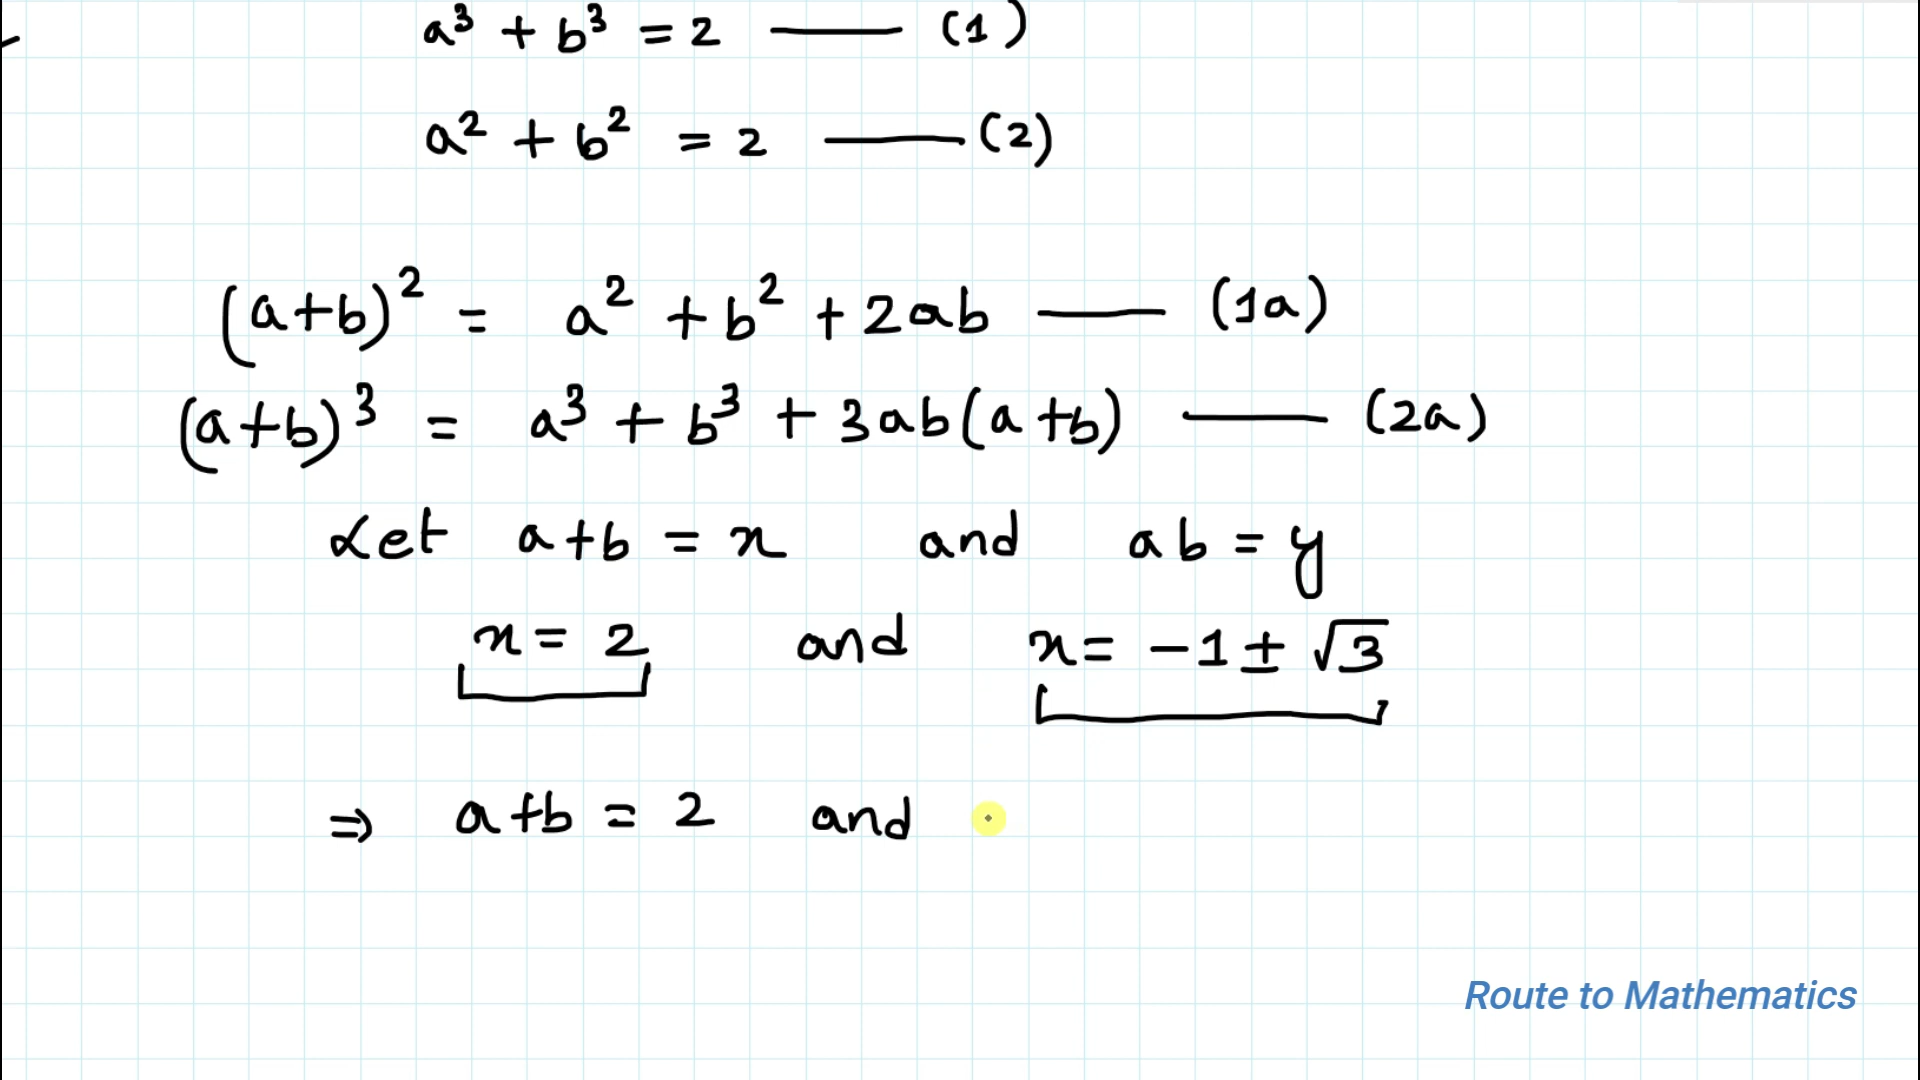 a³ + b³ = 2 —— (1)
a² + b² = 2 —— (2)
(a+b)² = a² + b² + 2ab —— (1a)
(a+b)³ = a³ + b³ + 3ab(a+b) —— (2a)
Let a+b = x and ab = y
x = 2 and x = -1 ± √3
⇒ a+b = 2 and
Route to Mathematics